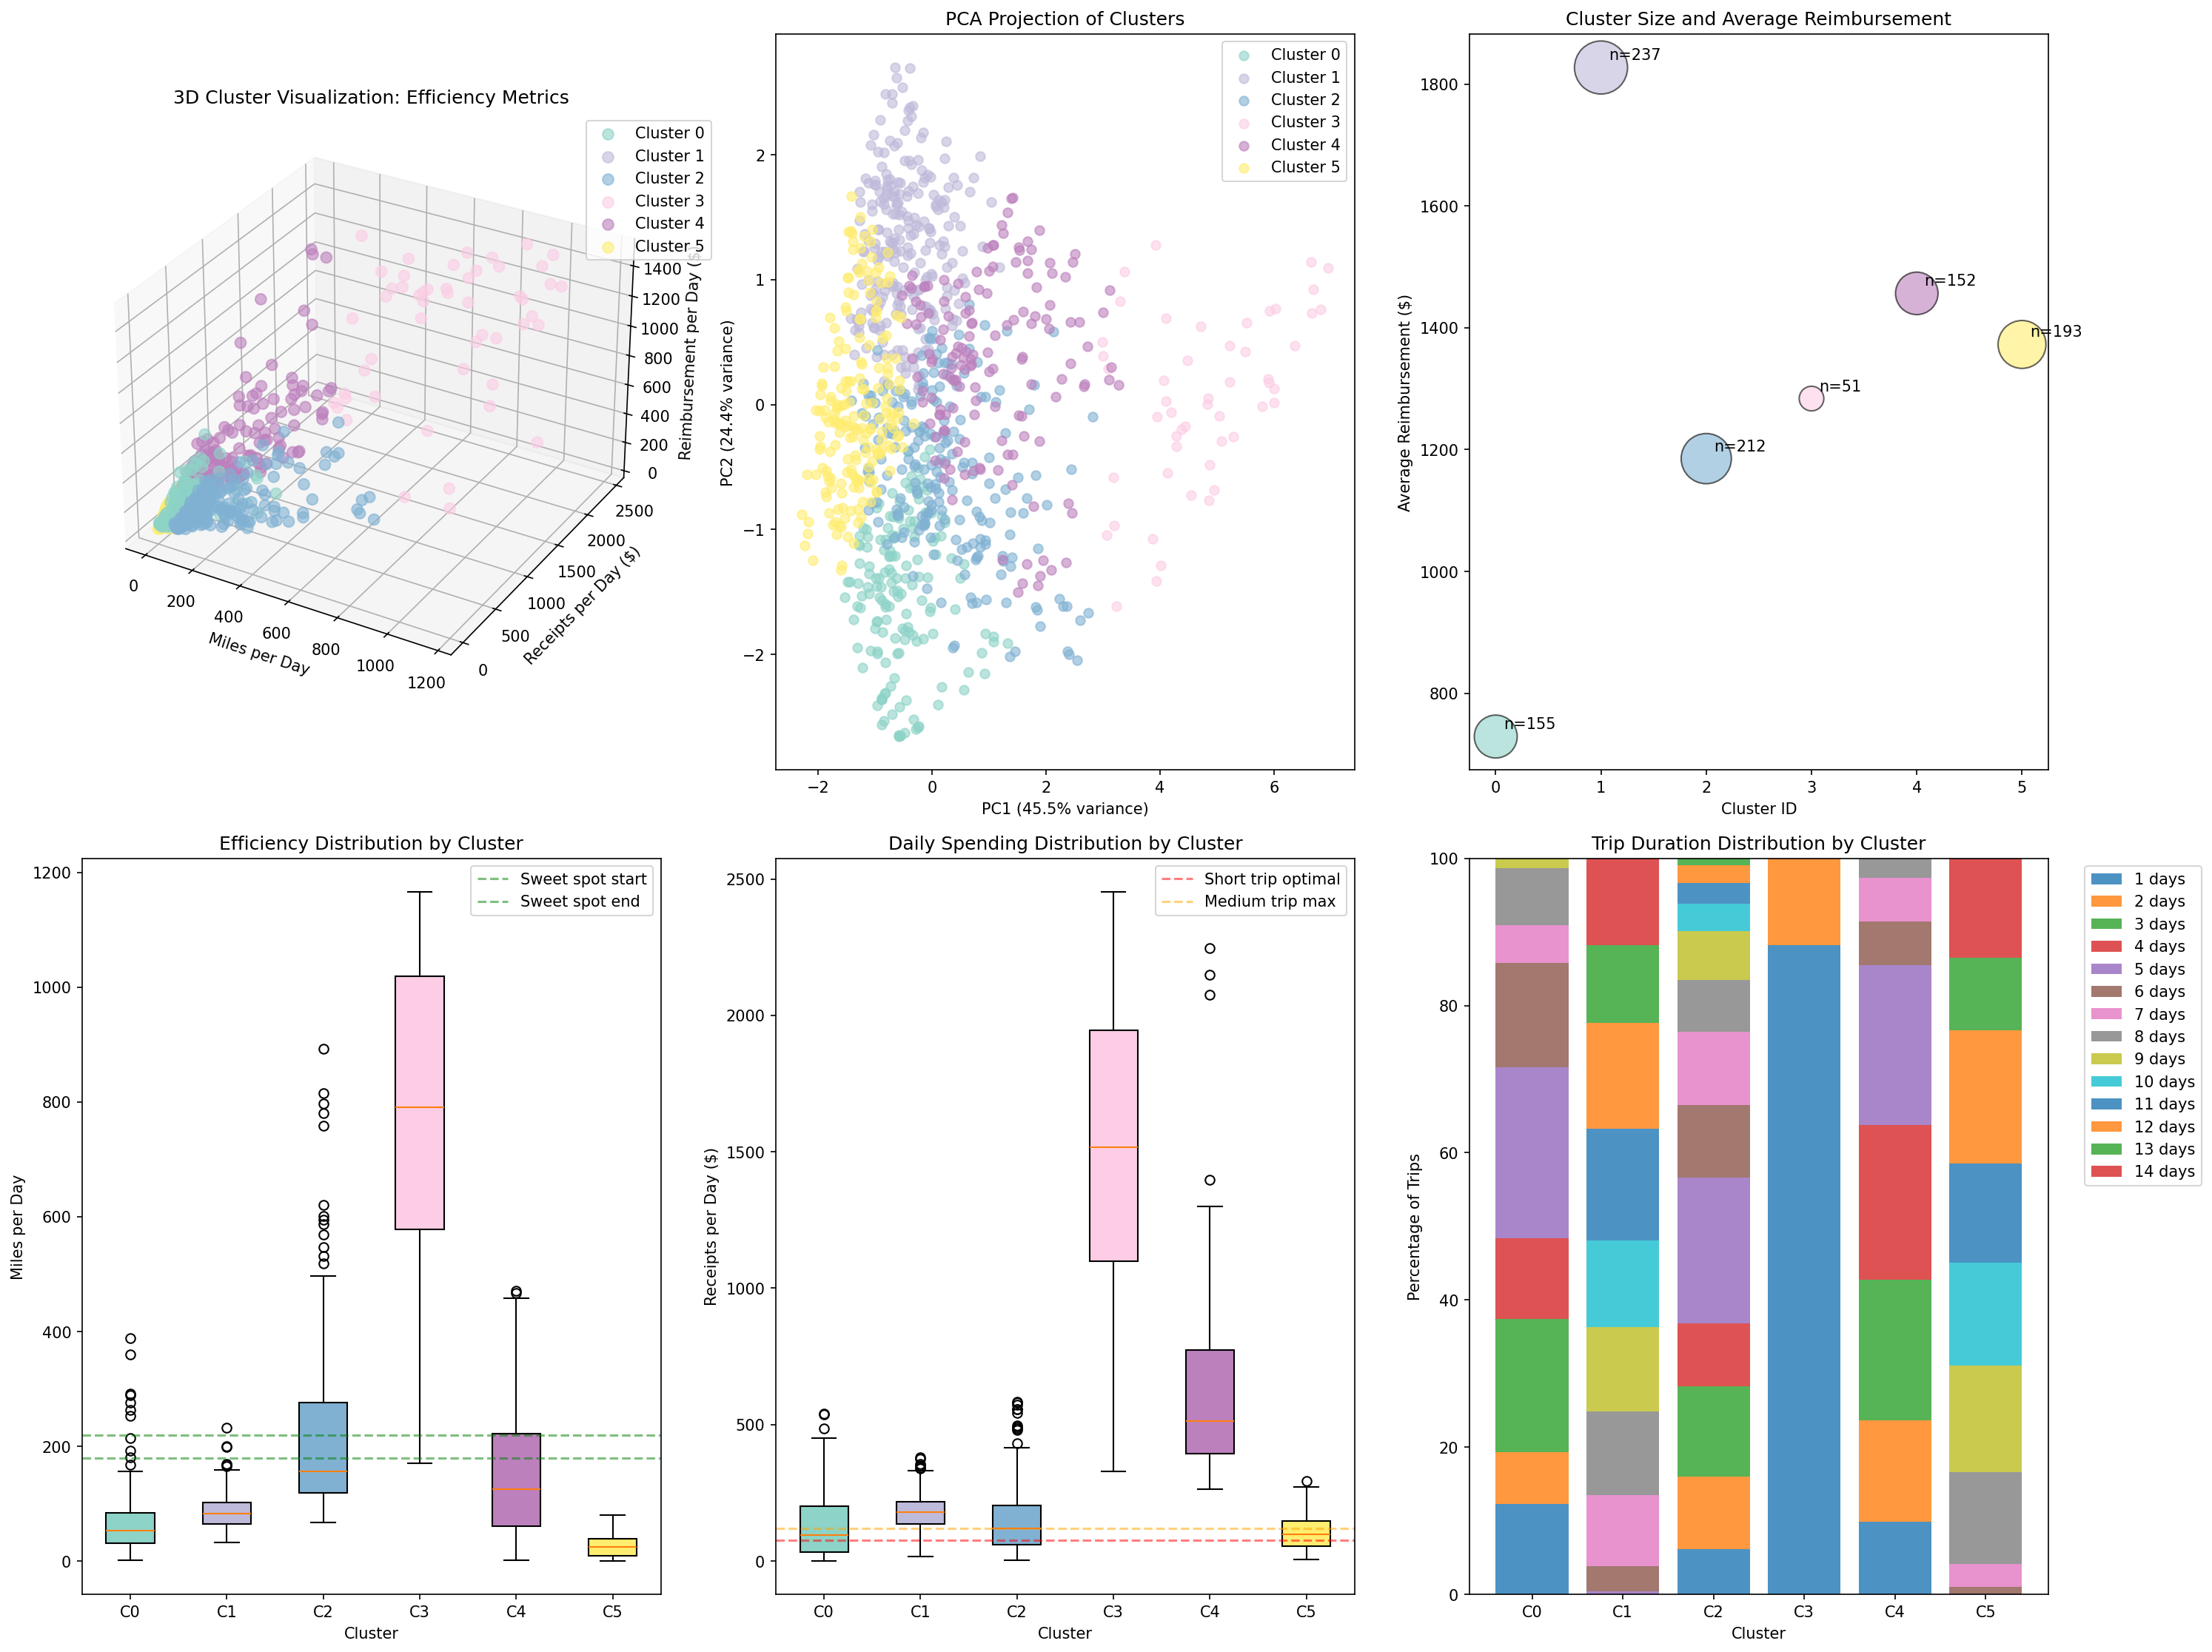 3D Cluster Visualization: Efficiency Metrics
Cluster 0
Cluster 1
Cluster 2
Cluster 3
Cluster 4
Cluster 5
1400
1200
1000
800
600
400
200
0
Reimbursement per Day ($)
2500
2000
1500
1000
500
0
Receipts per Day ($)
0
200
400
600
800
1000
1200
Miles per Day
PCA Projection of Clusters
Cluster 0
Cluster 1
Cluster 2
Cluster 3
Cluster 4
Cluster 5
2
1
0
−1
−2
PC2 (24.4% variance)
−2
0
2
4
6
PC1 (45.5% variance)
Cluster Size and Average Reimbursement
n=237
n=152
n=193
n=51
n=212
n=155
1800
1600
1400
1200
1000
800
Average Reimbursement ($)
0
1
2
3
4
5
Cluster ID
Efficiency Distribution by Cluster
Sweet spot start
Sweet spot end
1200
1000
800
600
400
200
0
Miles per Day
C0
C1
C2
C3
C4
C5
Cluster
Daily Spending Distribution by Cluster
Short trip optimal
Medium trip max
2500
2000
1500
1000
500
0
Receipts per Day ($)
C0
C1
C2
C3
C4
C5
Cluster
Trip Duration Distribution by Cluster
100
80
60
40
20
0
Percentage of Trips
C0
C1
C2
C3
C4
C5
Cluster
1 days
2 days
3 days
4 days
5 days
6 days
7 days
8 days
9 days
10 days
11 days
12 days
13 days
14 days